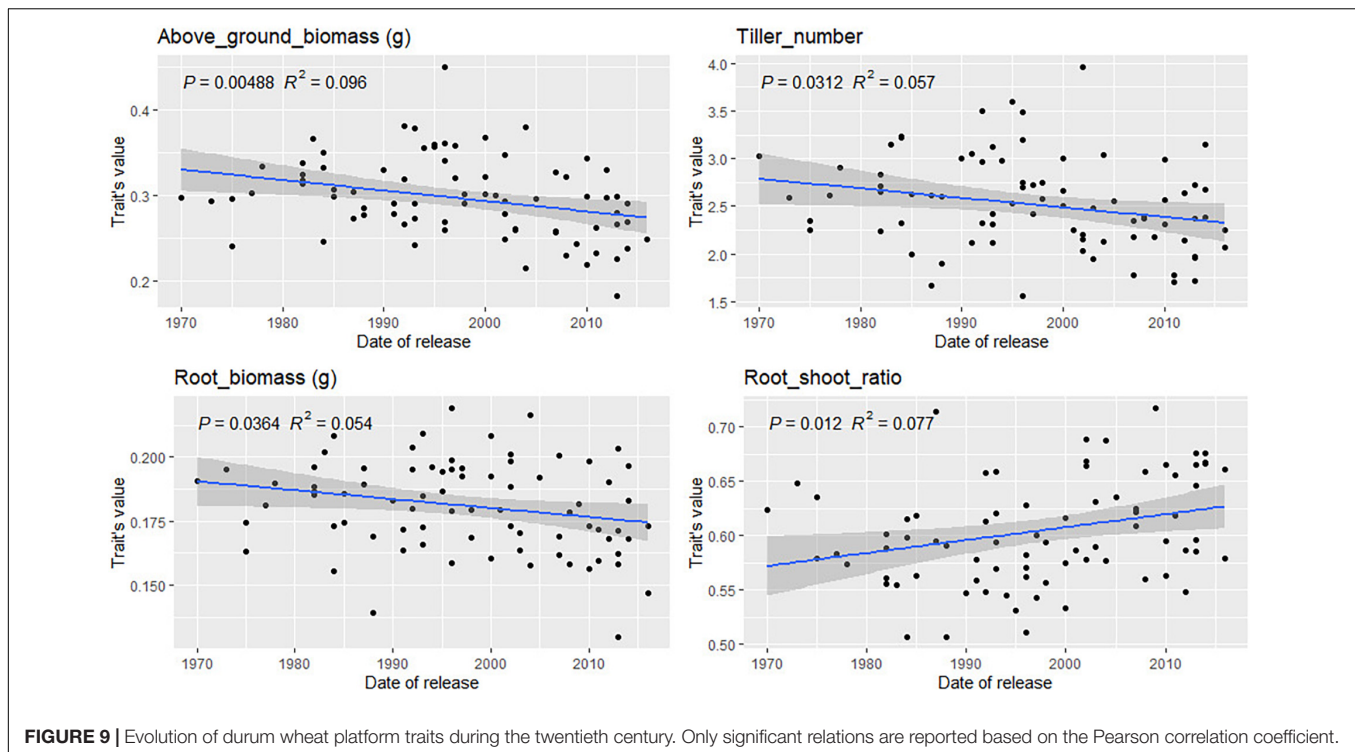 Above_ground_biomass (g)
P = 0.00488 R² = 0.096
Trait's value
0.4
0.3
0.2
1970 1980 1990 2000 2010
Date of release
Tiller_number
P = 0.0312 R² = 0.057
Trait's value
4.0
3.5
3.0
2.5
2.0
1.5
1970 1980 1990 2000 2010
Date of release
Root_biomass (g)
P = 0.0364 R² = 0.054
Trait's value
0.200
0.175
0.150
1970 1980 1990 2000 2010
Date of release
Root_shoot_ratio
P = 0.012 R² = 0.077
Trait's value
0.70
0.65
0.60
0.55
0.50
1970 1980 1990 2000 2010
Date of release
FIGURE 9 | Evolution of durum wheat platform traits during the twentieth century. Only significant relations are reported based on the Pearson correlation coefficient.